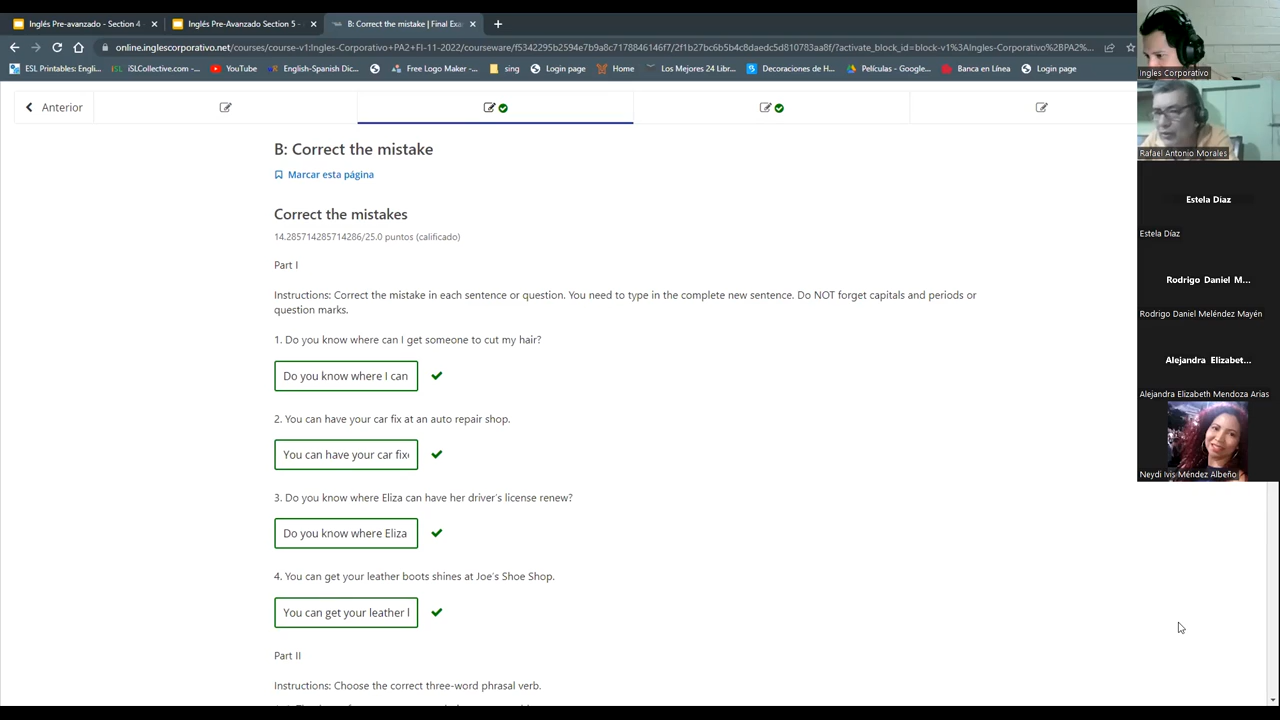 Inglés Pre-avanzado - Section 4 -
Inglés Pre-Avanzado Section 5 -
B: Correct the mistake | Final Exa
online.inglescorporativo.net/courses/course-v1:Ingles-Corporativo+PA2+FI-11-2022/courseware/f5342295b2594e7b9a8c7178846146f7/2f1b27bc6b5b4c8daedc5d810783aa8f/?activate_block_id=block-v1%3AIngles-Corporativo%2BPA2%...
ESL Printables: Engli...
iSLCollective.com -...
YouTube
English-Spanish Dic...
Free Logo Maker -...
sing
Login page
Home
Los Mejores 24 Libr...
Decoraciones de H...
Películas - Google...
Banca en Línea
Login page
Ingles Corporativo
Rafael Antonio Morales
Estela Diaz
Estela Díaz
Rodrigo Daniel M...
Rodrigo Daniel Meléndez Mayén
Alejandra Elizabet...
Alejandra Elizabeth Mendoza Arias
Neydi Ivis Méndez Albeño
Anterior
B: Correct the mistake
Marcar esta página
Correct the mistakes
14.285714285714286/25.0 puntos (calificado)
Part I
Instructions: Correct the mistake in each sentence or question. You need to type in the complete new sentence. Do NOT forget capitals and periods or
question marks.
1. Do you know where can I get someone to cut my hair?
Do you know where I can
2. You can have your car fix at an auto repair shop.
You can have your car fixe
3. Do you know where Eliza can have her driver's license renew?
Do you know where Eliza
4. You can get your leather boots shines at Joe's Shoe Shop.
You can get your leather l
Part II
Instructions: Choose the correct three-word phrasal verb.